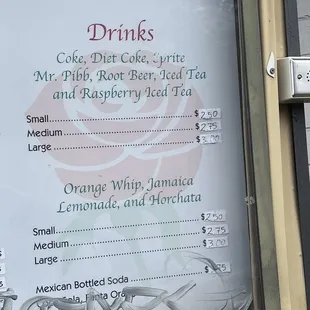 Drinks
Coke, Diet Coke, Sprite
Mr. Pibb, Root Beer, Iced Tea
and Raspberry Iced Tea
Small $2.50
Medium $2.75
Large $3.00
Orange Whip, Jamaica
Lemonade, and Horchata
Small $2.50
Medium $2.75
Large $3.00
Mexican Bottled Soda